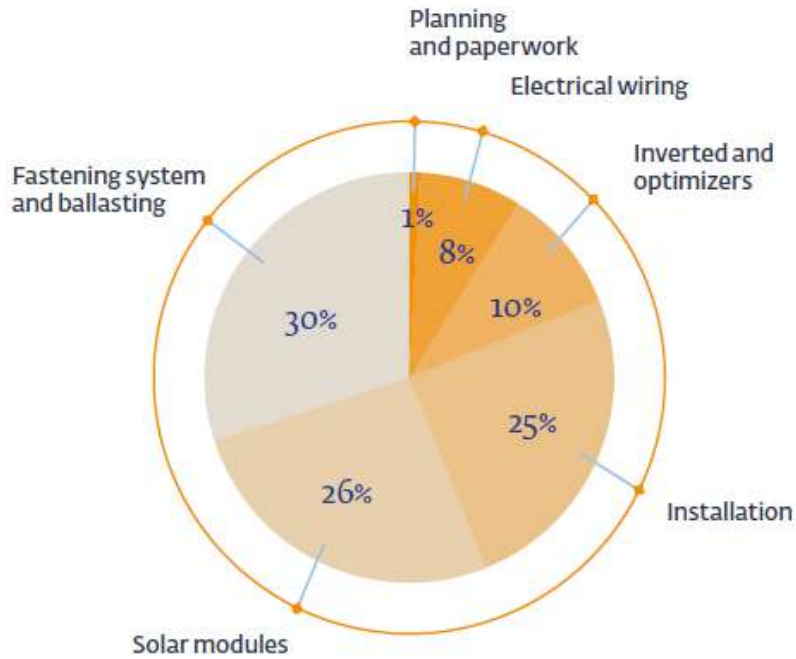 Planning
and paperwork
Electrical wiring
Inverted and
optimizers
Fastening system
and ballasting
1%
8%
10%
30%
25%
26%
Installation
Solar modules